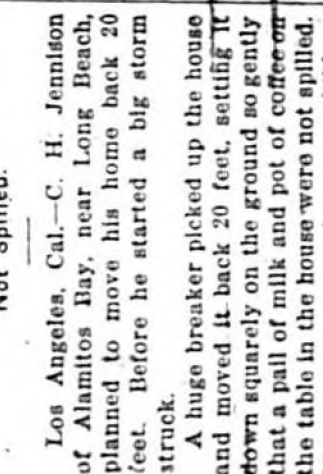 Not Spilled.
Los Angeles, Cal.—C. H. Jennison
of Alamitos Bay, near Long Beach,
planned to move his home back 20
feet. Before he started a big storm
struck.
A huge breaker picked up the house
and moved it back 20 feet, setting it
down squarely on the ground so gently
that a pail of milk and pot of coffee on
the table in the house were not spilled.